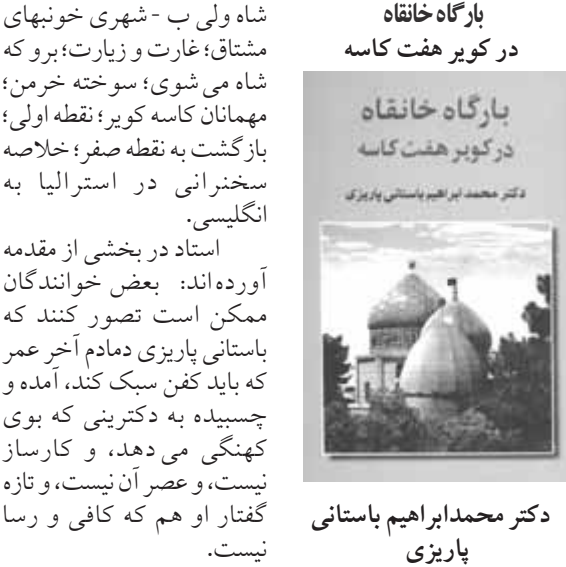 بارگاه خانقاه
در کویر هفت کاسه
بارگاه خانقاه
در کویر هفت کاسه
دکتر محمد ابراهیم باستانی پاریزی
دکتر محمدابراهیم باستانی
پاریزی
شاه ولی ب - شهری خونبهای
مشتاق؛ غارت و زیارت؛ برو که
شاه می شوی؛ سوخته خرمن؛
مهمانان کاسه کویر؛ نقطه اولی؛
بازگشت به نقطه صفر؛ خلاصه
سخنرانی در استرالیا به
انگلیسی.
استاد در بخشی از مقدمه
آورده‌اند: بعض خوانندگان
ممکن است تصور کنند که
باستانی پاریزی دمادم آخر عمر
که باید کفن سبک کند، آمده و
چسبیده به دکترینی که بوی
کهنگی می دهد، و کارساز
نیست، و عصر آن نیست، و تازه
گفتار او هم که کافی و رسا
نیست.